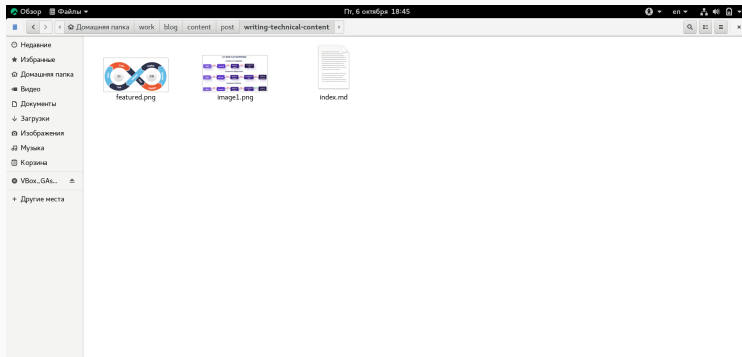 Обзор Файлы Пт, 6 октября 18:45 en
Домашняя папка work blog content post writing-technical-content
Недавние
Избранные
Домашняя папка
Видео
Документы
Загрузки
Изображения
Музыка
Корзина
VBox_GAs…
Другие места
featured.png image1.png index.md